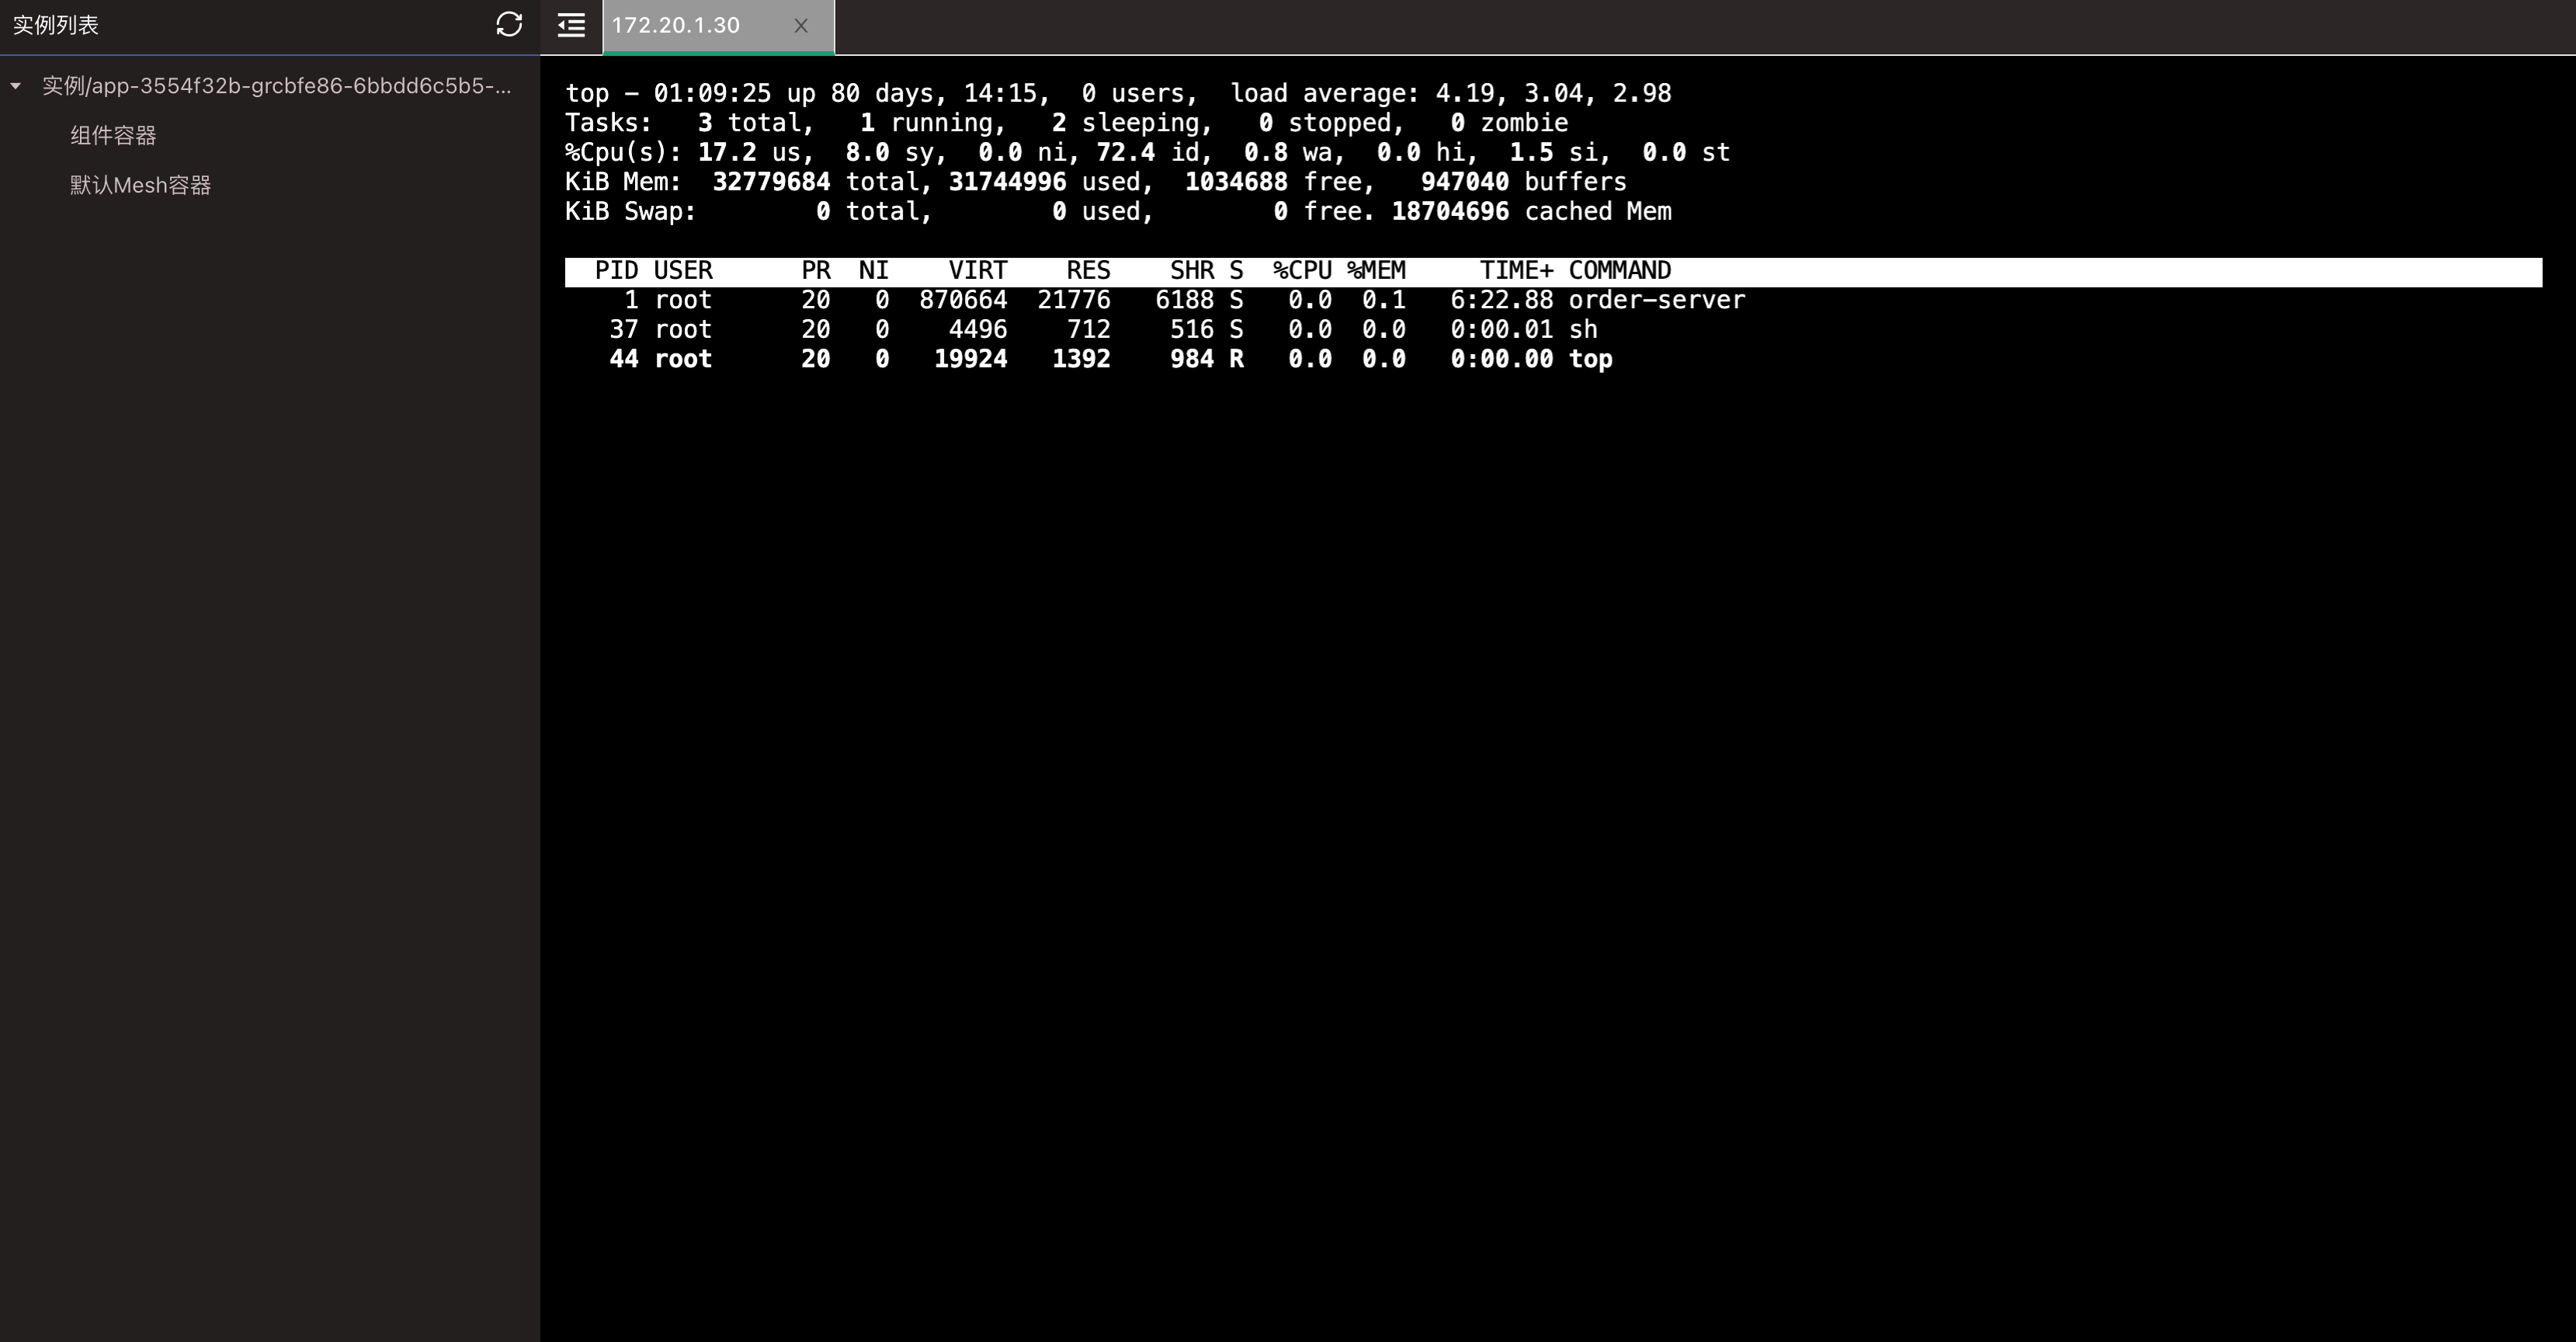 实例列表
172.20.1.30
实例/app-3554f32b-grcbfe86-6bbdd6c5b5-...
组件容器
默认Mesh容器
top - 01:09:25 up 80 days, 14:15,  0 users,  load average: 4.19, 3.04, 2.98
Tasks:   3 total,   1 running,   2 sleeping,   0 stopped,   0 zombie
%Cpu(s): 17.2 us,  8.0 sy,  0.0 ni, 72.4 id,  0.8 wa,  0.0 hi,  1.5 si,  0.0 st
KiB Mem:  32779684 total, 31744996 used,  1034688 free,   947040 buffers
KiB Swap:        0 total,        0 used,        0 free. 18704696 cached Mem
  PID USER      PR  NI    VIRT    RES    SHR S  %CPU %MEM     TIME+ COMMAND
    1 root      20   0  870664  21776   6188 S   0.0  0.1   6:22.88 order-server
   37 root      20   0    4496    712    516 S   0.0  0.0   0:00.01 sh
   44 root      20   0   19924   1392    984 R   0.0  0.0   0:00.00 top